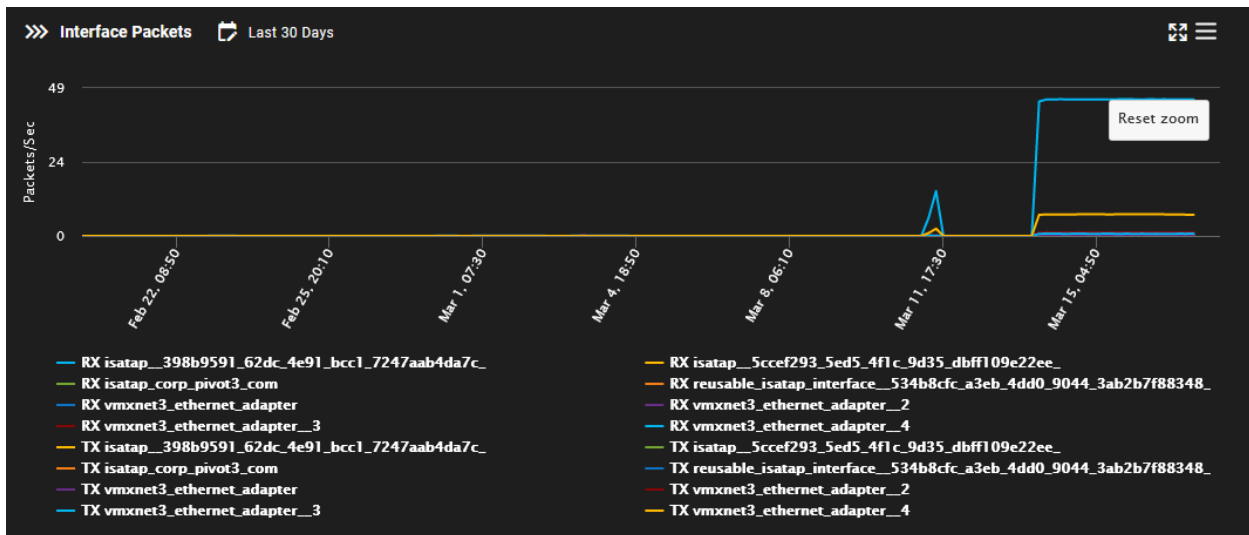 Interface Packets Last 30 Days
49
Reset zoom
24
Packets/Sec
0
Feb 22, 08:50
Feb 25, 20:10
Mar 1, 07:30
Mar 4, 18:50
Mar 8, 06:10
Mar 11, 17:30
Mar 15, 04:50
RX isatap__398b9591_62dc_4e91_bcc1_7247aab4da7c_
RX isatap__5ccef293_5ed5_4f1c_9d35_dbff109e22ee_
RX isatap_corp_pivot3_com
RX reusable_isatap_interface__534b8cfc_a3eb_4dd0_9044_3ab2b7f88348_
RX vmxnet3_ethernet_adapter
RX vmxnet3_ethernet_adapter__2
RX vmxnet3_ethernet_adapter__3
RX vmxnet3_ethernet_adapter__4
TX isatap__398b9591_62dc_4e91_bcc1_7247aab4da7c_
TX isatap__5ccef293_5ed5_4f1c_9d35_dbff109e22ee_
TX isatap_corp_pivot3_com
TX reusable_isatap_interface__534b8cfc_a3eb_4dd0_9044_3ab2b7f88348_
TX vmxnet3_ethernet_adapter
TX vmxnet3_ethernet_adapter__2
TX vmxnet3_ethernet_adapter__3
TX vmxnet3_ethernet_adapter__4